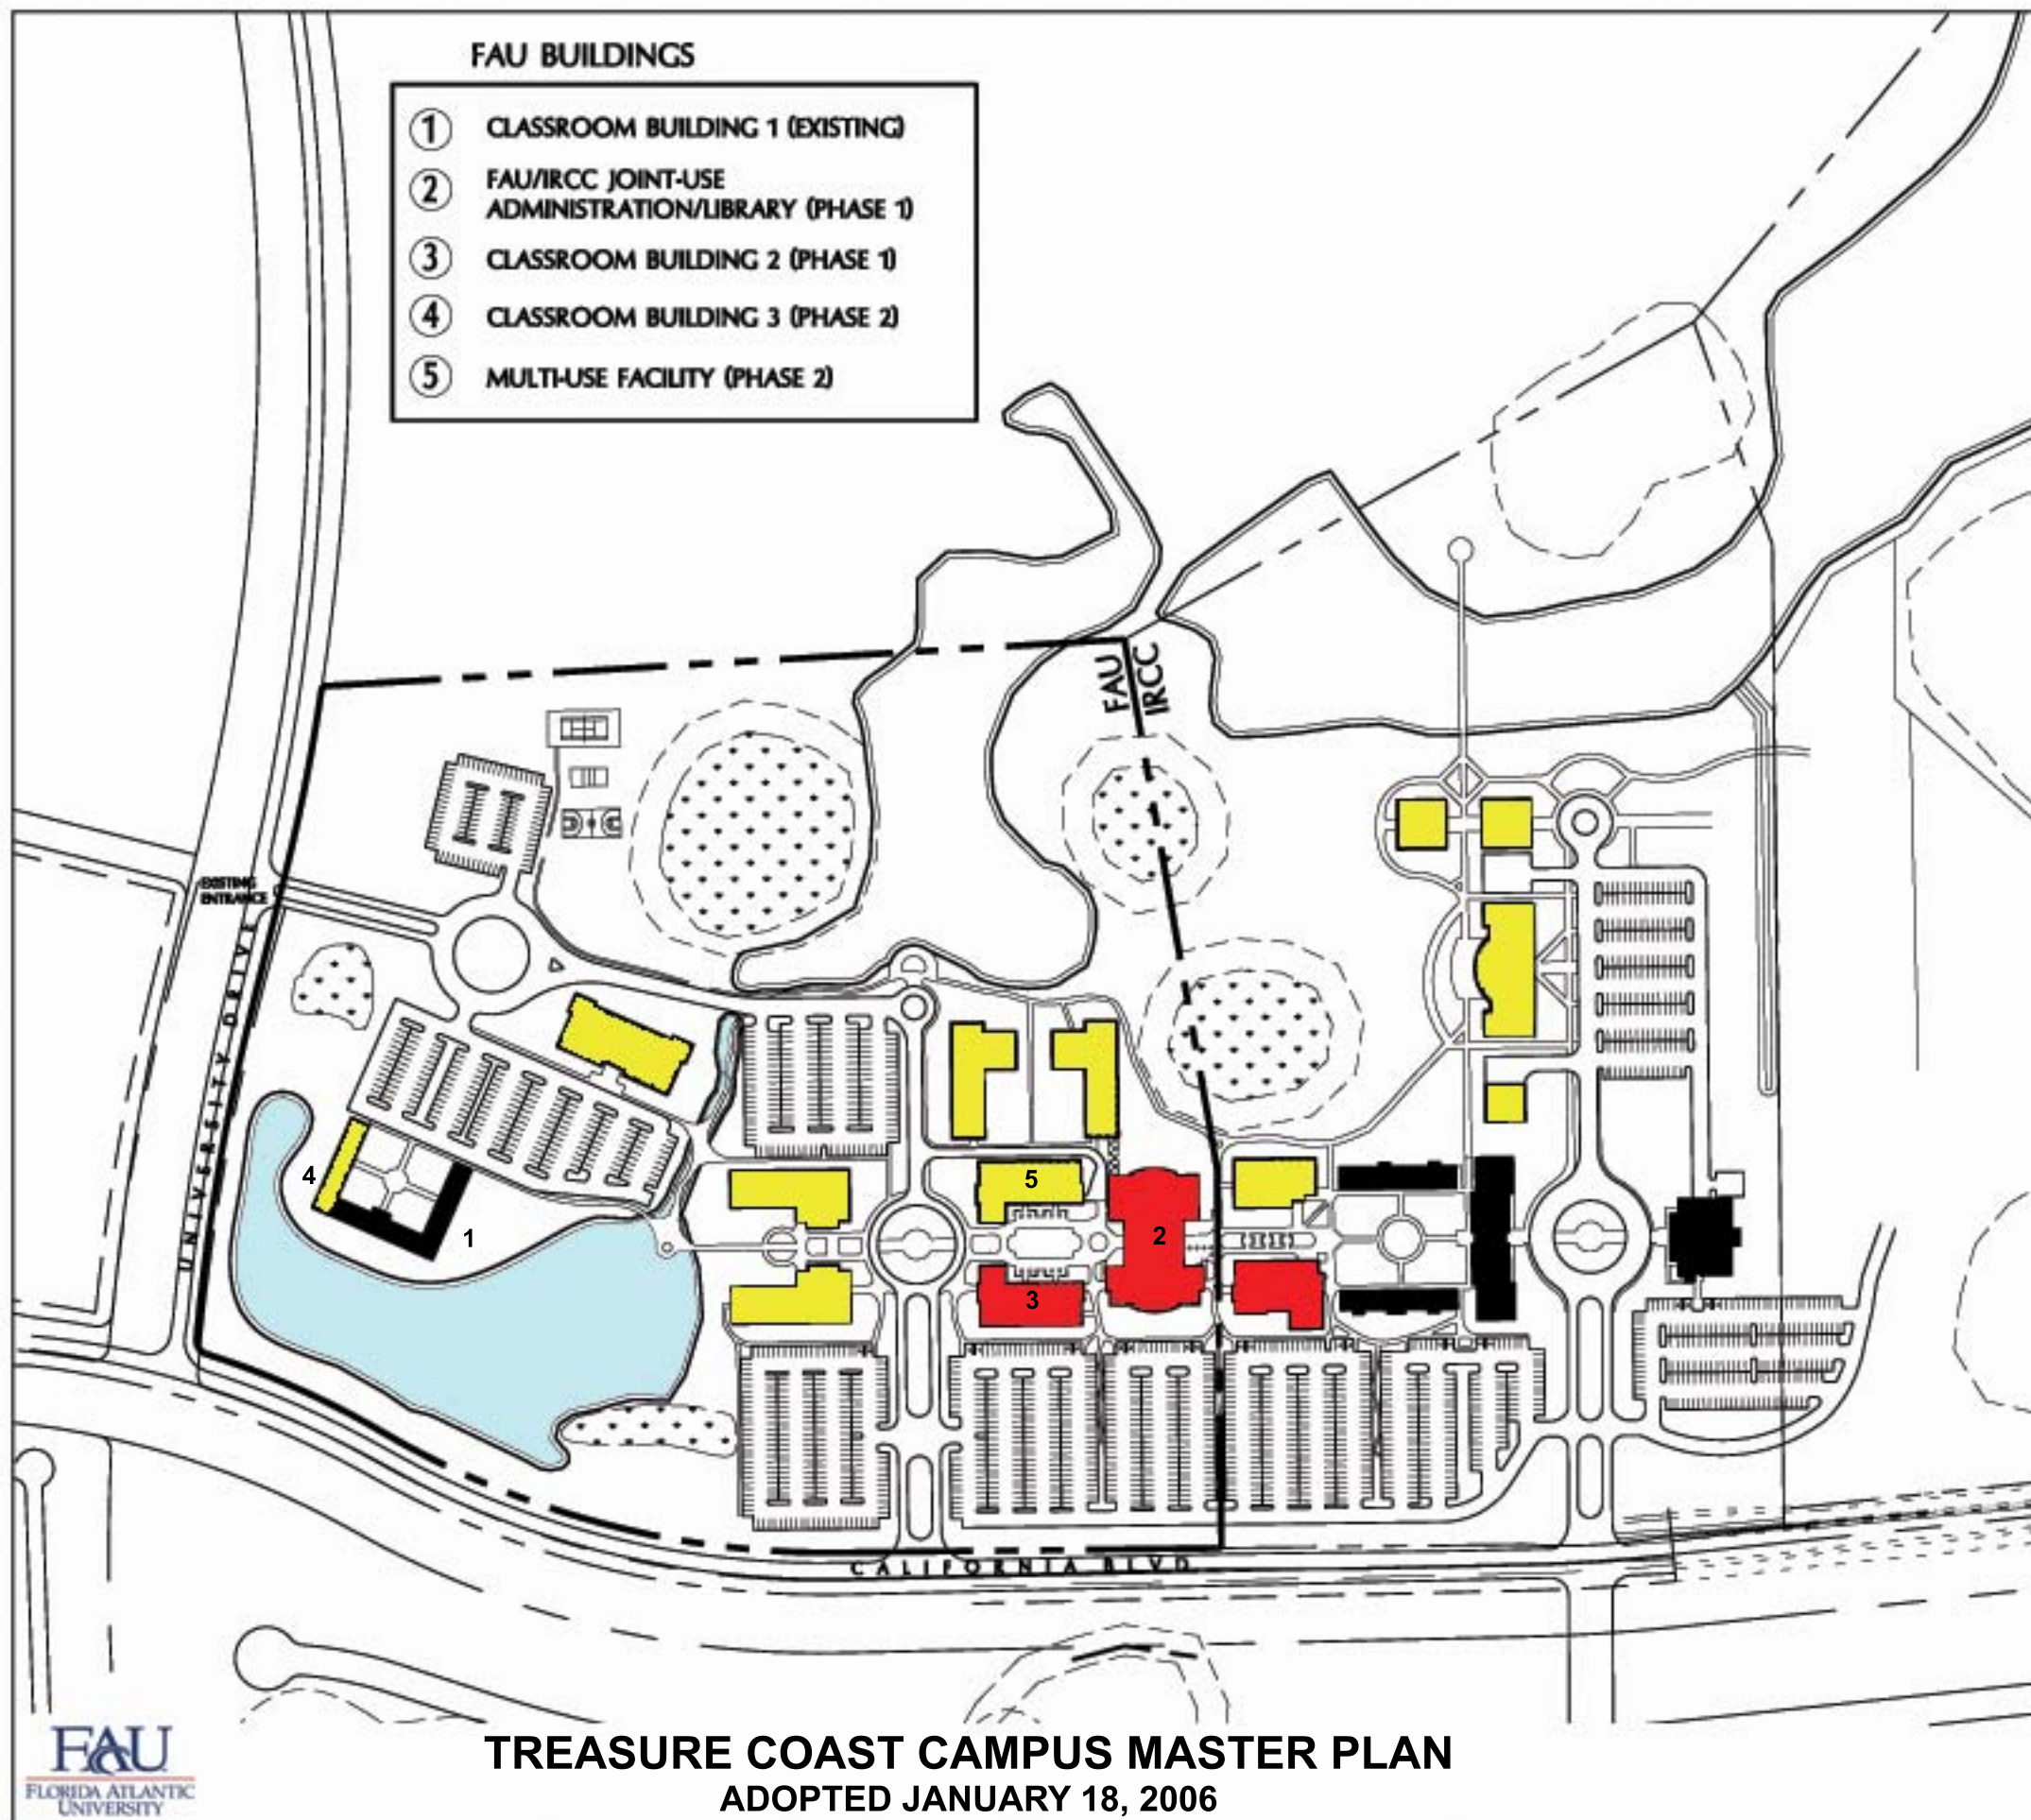 FAU BUILDINGS
1 CLASSROOM BUILDING 1 (EXISTING)
2 FAU/IRCC JOINT-USE
ADMINISTRATION/LIBRARY (PHASE 1)
3 CLASSROOM BUILDING 2 (PHASE 1)
4 CLASSROOM BUILDING 3 (PHASE 2)
5 MULTI-USE FACILITY (PHASE 2)
FAU
IRCC
EXISTING
ENTRANCE
UNIVERSITY DRIVE
4
1
5
2
3
CALIFORNIA BLVD.
FAU
FLORIDA ATLANTIC
UNIVERSITY
TREASURE COAST CAMPUS MASTER PLAN
ADOPTED JANUARY 18, 2006